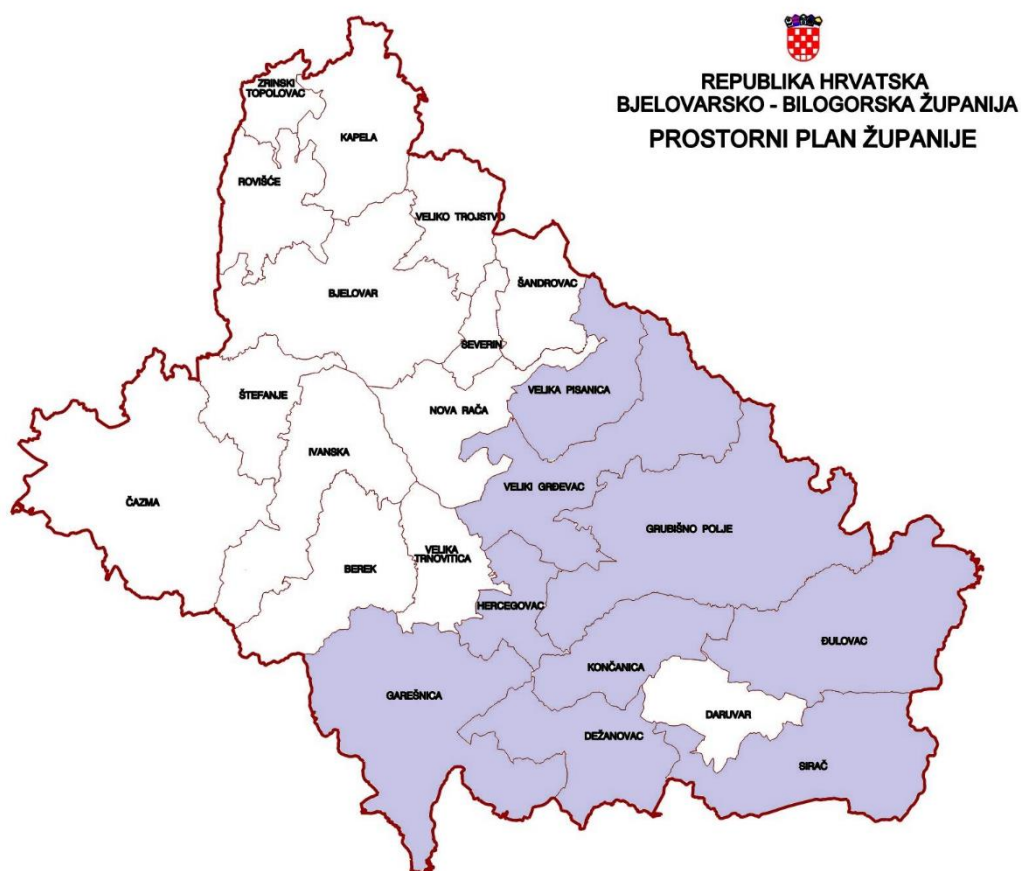 REPUBLIKA HRVATSKA
BJELOVARSKO - BILOGORSKA ŽUPANIJA
PROSTORNI PLAN ŽUPANIJE
ZRINSKI
TOPOLOVAC
KAPELA
ROVIŠĆE
VELIKO TROJSTVO
BJELOVAR
ŠANDROVAC
SEVERIN
ŠTEFANJE
VELIKA PISANICA
NOVA RAČA
IVANSKA
VELIKI GRĐEVAC
ČAZMA
GRUBIŠNO POLJE
VELIKA
TRNOVITICA
BEREK
HERCEGOVAC
ĐULOVAC
KONČANICA
GAREŠNICA
DARUVAR
DEŽANOVAC
SIRAČ